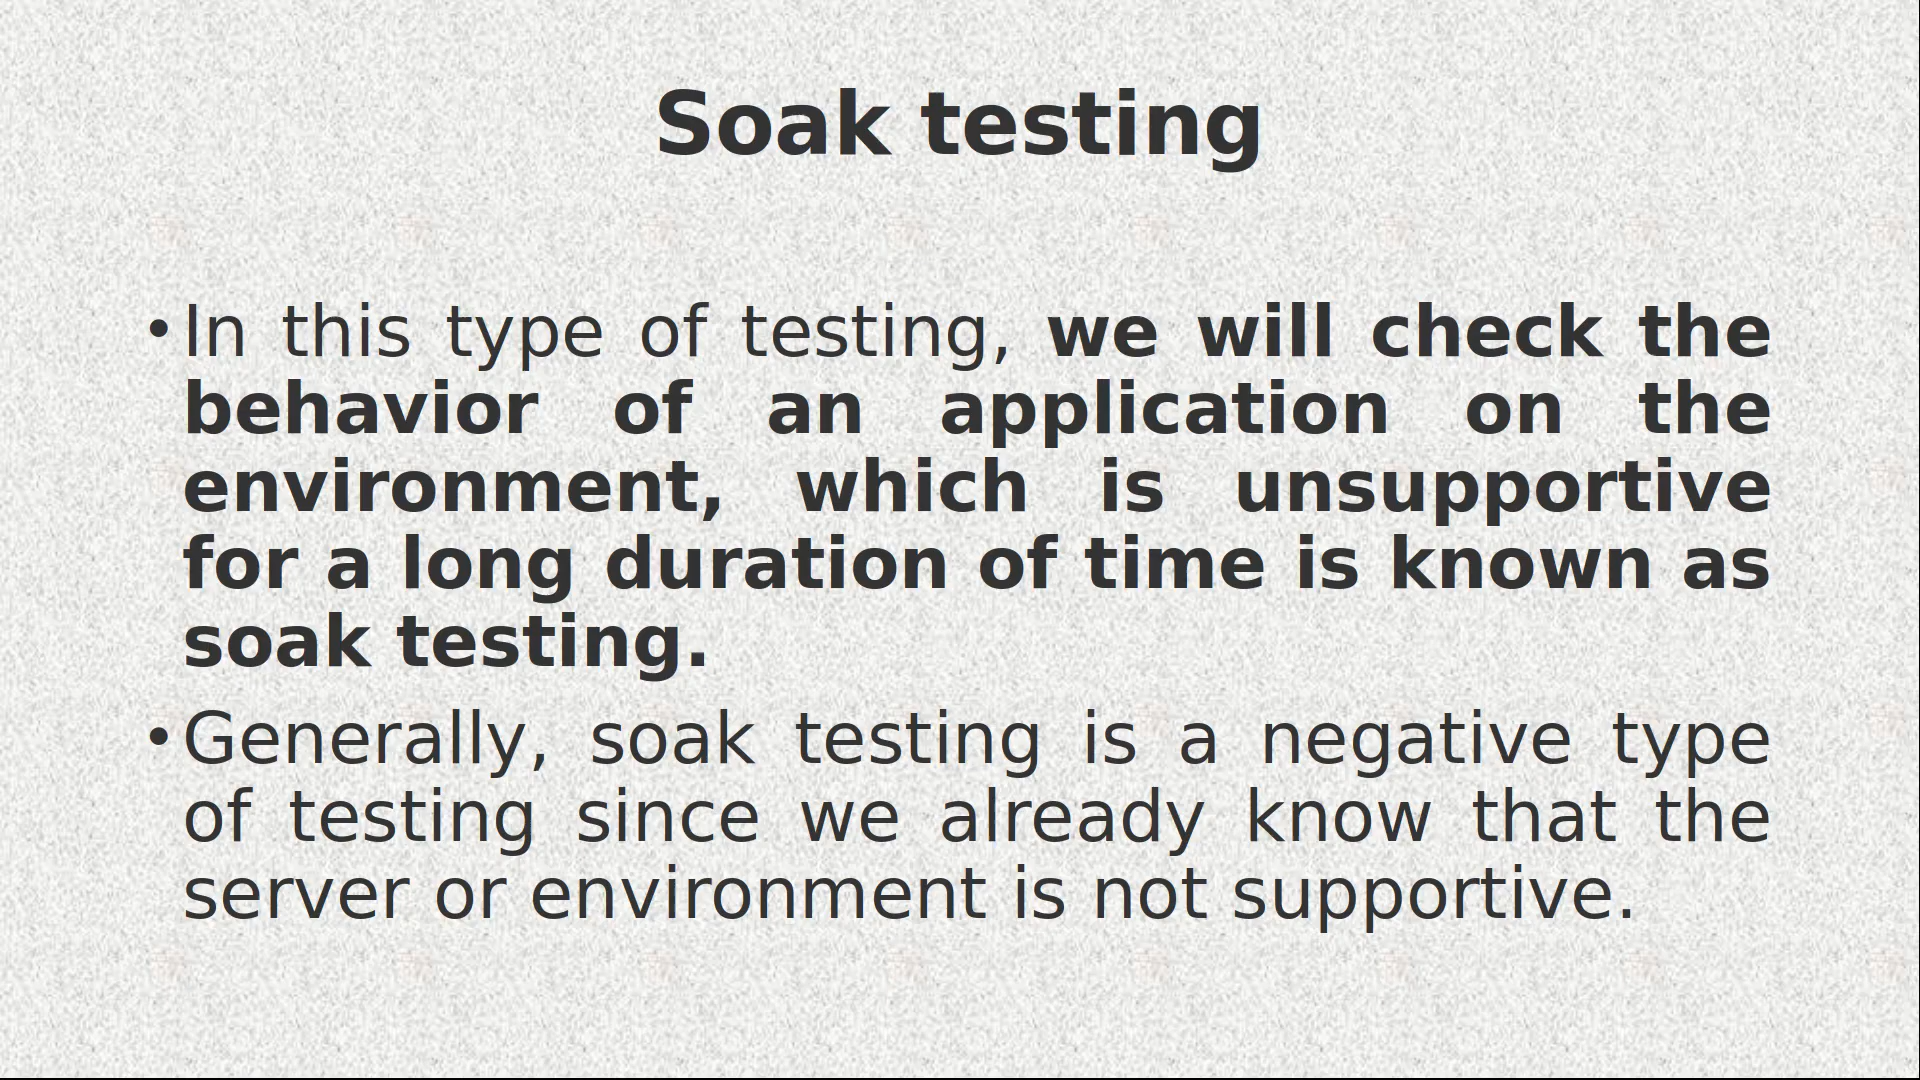 Soak testing
• In this type of testing, we will check the
behavior of an application on the
environment, which is unsupportive
for a long duration of time is known as
soak testing.
• Generally, soak testing is a negative type
of testing since we already know that the
server or environment is not supportive.